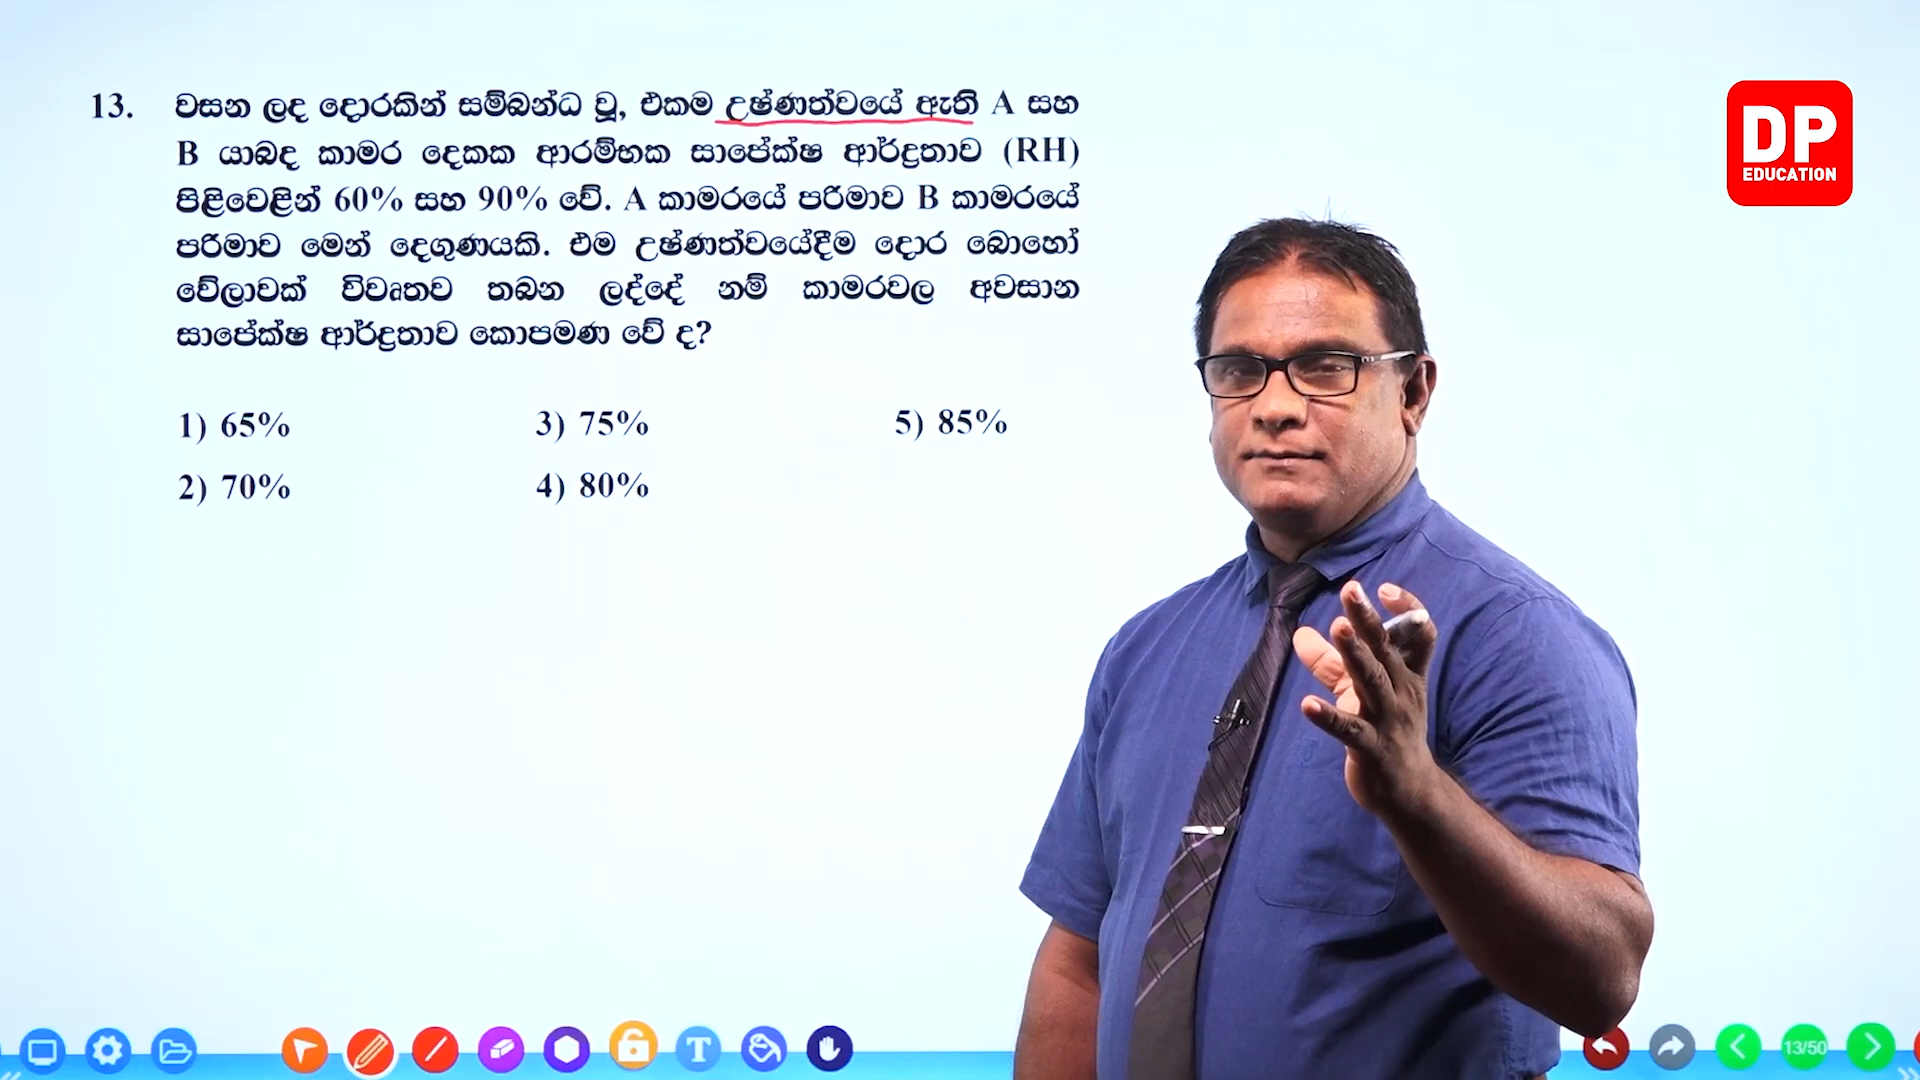 DP
EDUCATION
13. වසන ලද දොරකින් සම්බන්ධ වූ, එකම උෂ්ණත්වයේ ඇති A සහ
B යාබද කාමර දෙකක ආරම්භක සාපේක්ෂ ආර්ද්‍රතාව (RH)
පිළිවෙළින් 60% සහ 90% වේ. A කාමරයේ පරිමාව B කාමරයේ
පරිමාව මෙන් දෙගුණයකි. එම උෂ්ණත්වයේදීම දොර බොහෝ
වේලාවක් විවෘතව තබන ලද්දේ නම් කාමරවල අවසාන
සාපේක්ෂ ආර්ද්‍රතාව කොපමණ වේ ද?
1) 65% 3) 75% 5) 85%
2) 70% 4) 80%
T
13/50